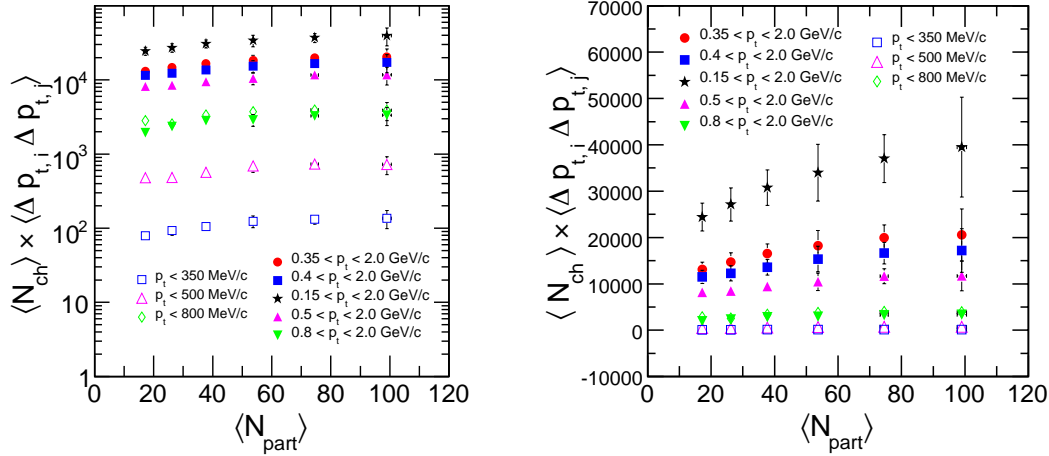 ⟨N_ch⟩ × ⟨Δ p_t,i Δ p_t,j⟩
10^4
10^3
10^2
10
1
0 20 40 60 80 100 120
⟨N_part⟩
p_t < 350 MeV/c
p_t < 500 MeV/c
p_t < 800 MeV/c
0.35 < p_t < 2.0 GeV/c
0.4 < p_t < 2.0 GeV/c
0.15 < p_t < 2.0 GeV/c
0.5 < p_t < 2.0 GeV/c
0.8 < p_t < 2.0 GeV/c
⟨N_ch⟩ × ⟨Δ p_t,i Δ p_t,j⟩
70000
60000
50000
40000
30000
20000
10000
0
-10000
0 20 40 60 80 100 120
⟨N_part⟩
0.35 < p_t < 2.0 GeV/c
0.4 < p_t < 2.0 GeV/c
0.15 < p_t < 2.0 GeV/c
0.5 < p_t < 2.0 GeV/c
0.8 < p_t < 2.0 GeV/c
p_t < 350 MeV/c
p_t < 500 MeV/c
p_t < 800 MeV/c